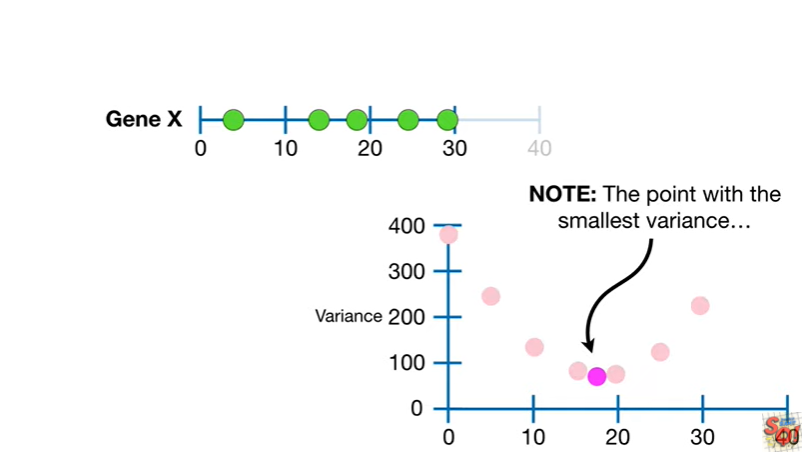 Gene X
0 10 20 30 40
NOTE: The point with the
smallest variance...
400
300
Variance 200
100
0
0 10 20 30 40